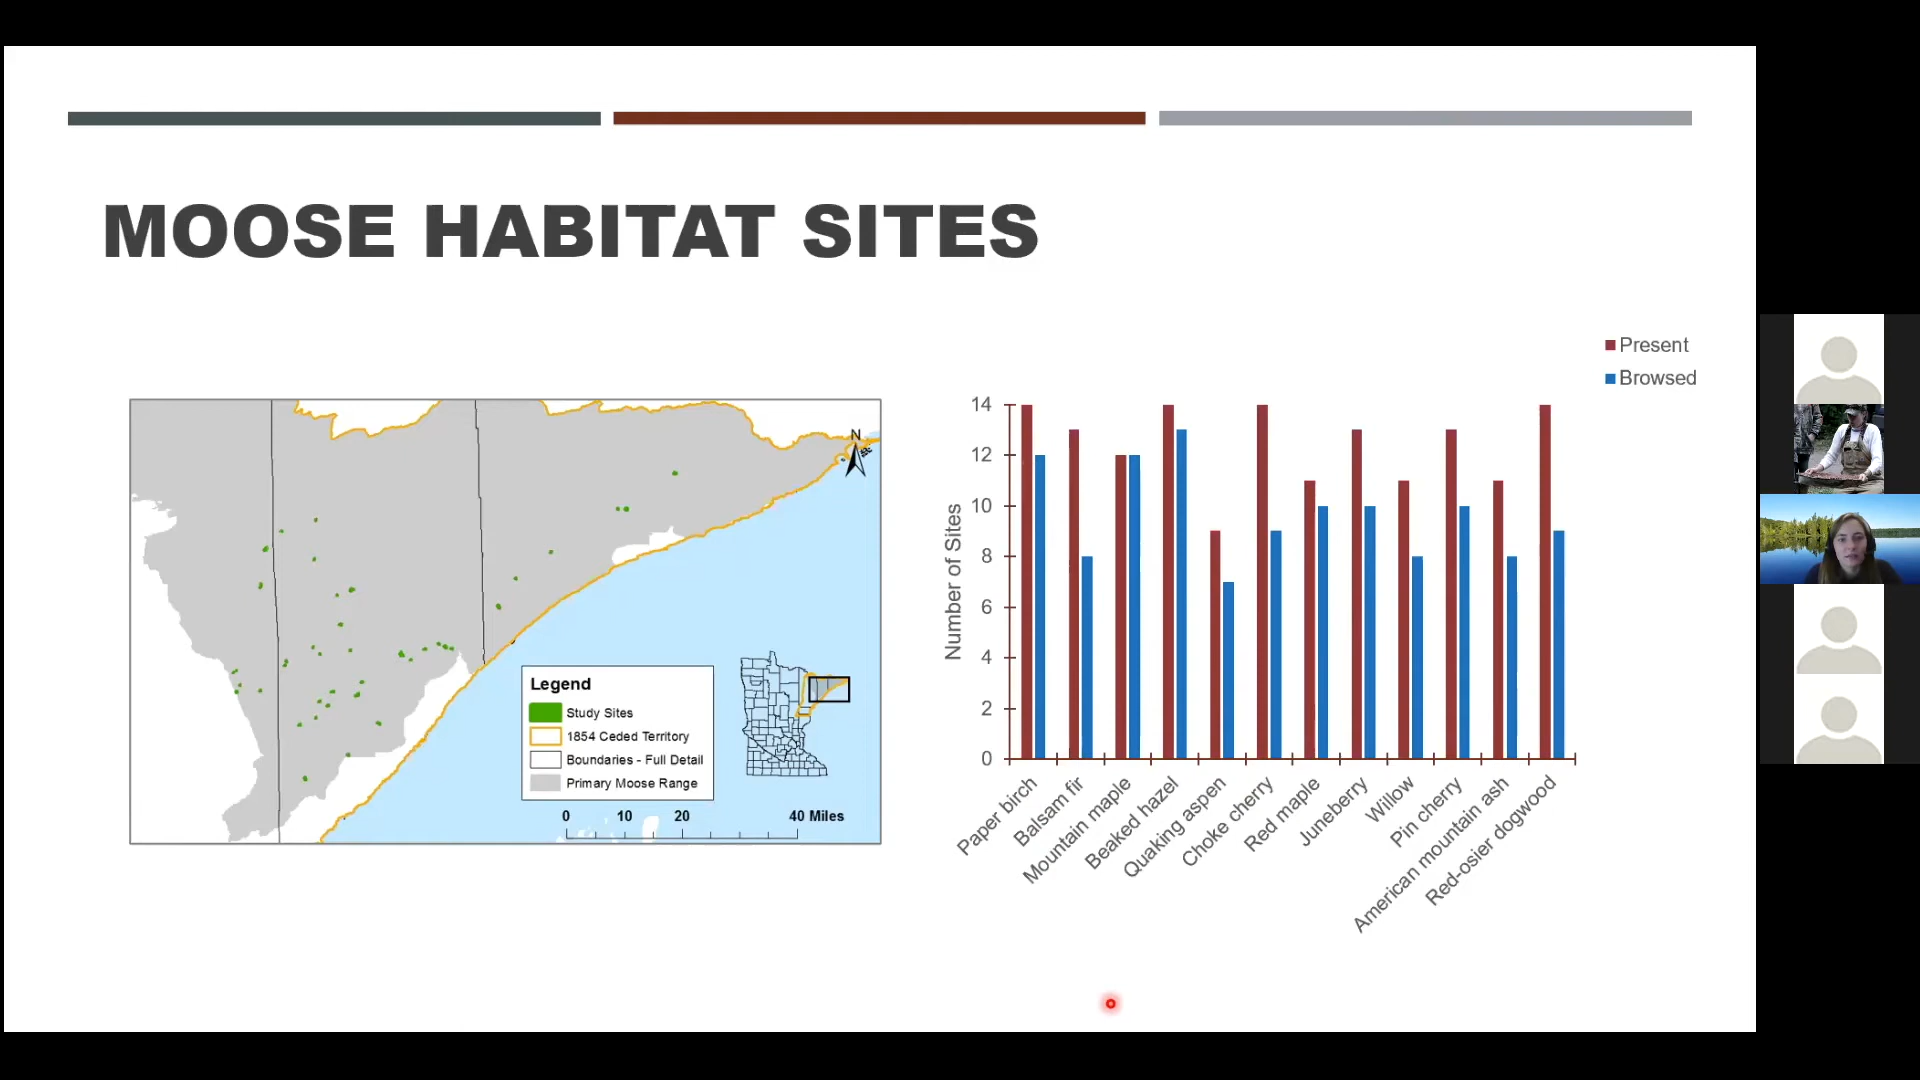 MOOSE HABITAT SITES
N
Legend
Study Sites
1854 Ceded Territory
Boundaries - Full Detail
Primary Moose Range
0 10 20 40 Miles
Present
Browsed
Number of Sites
14
12
10
8
6
4
2
0
Paper birch
Balsam fir
Mountain maple
Beaked hazel
Quaking aspen
Choke cherry
Red maple
Juneberry
Willow
Pin cherry
American mountain ash
Red-osier dogwood